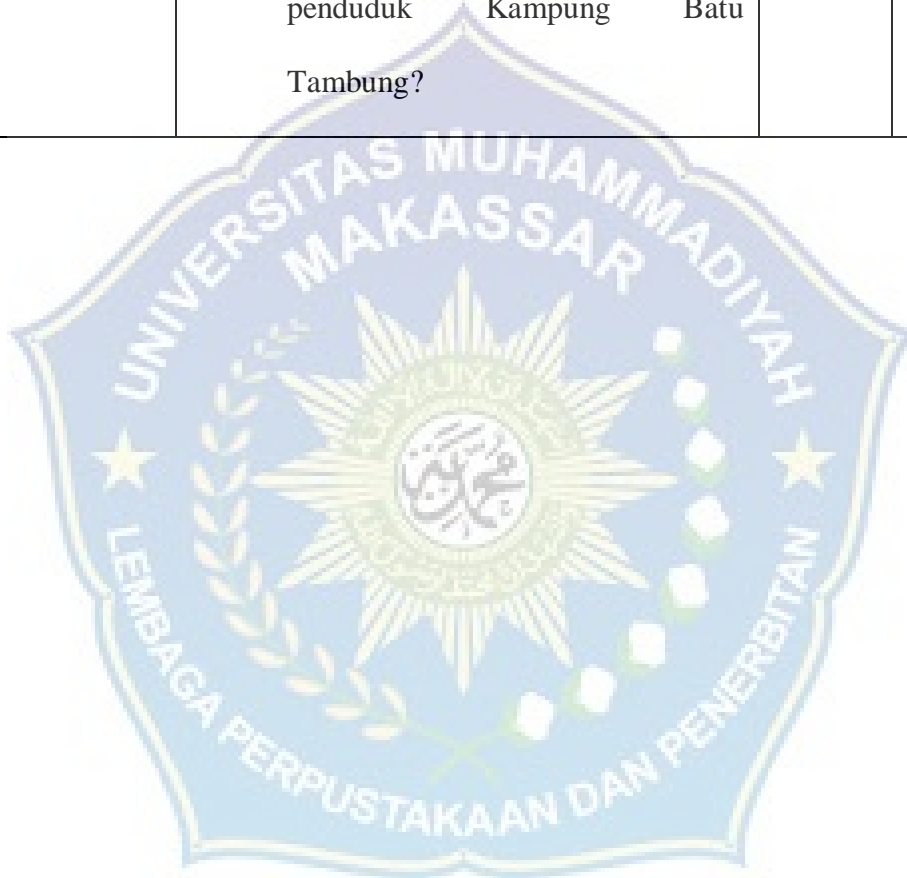 penduduk Kampung Batu
Tambung?
UNIVERSITAS MUHAMMADIYAH
MAKASSAR
LEMBAGA PERPUSTAKAAN DAN PENERBITAN